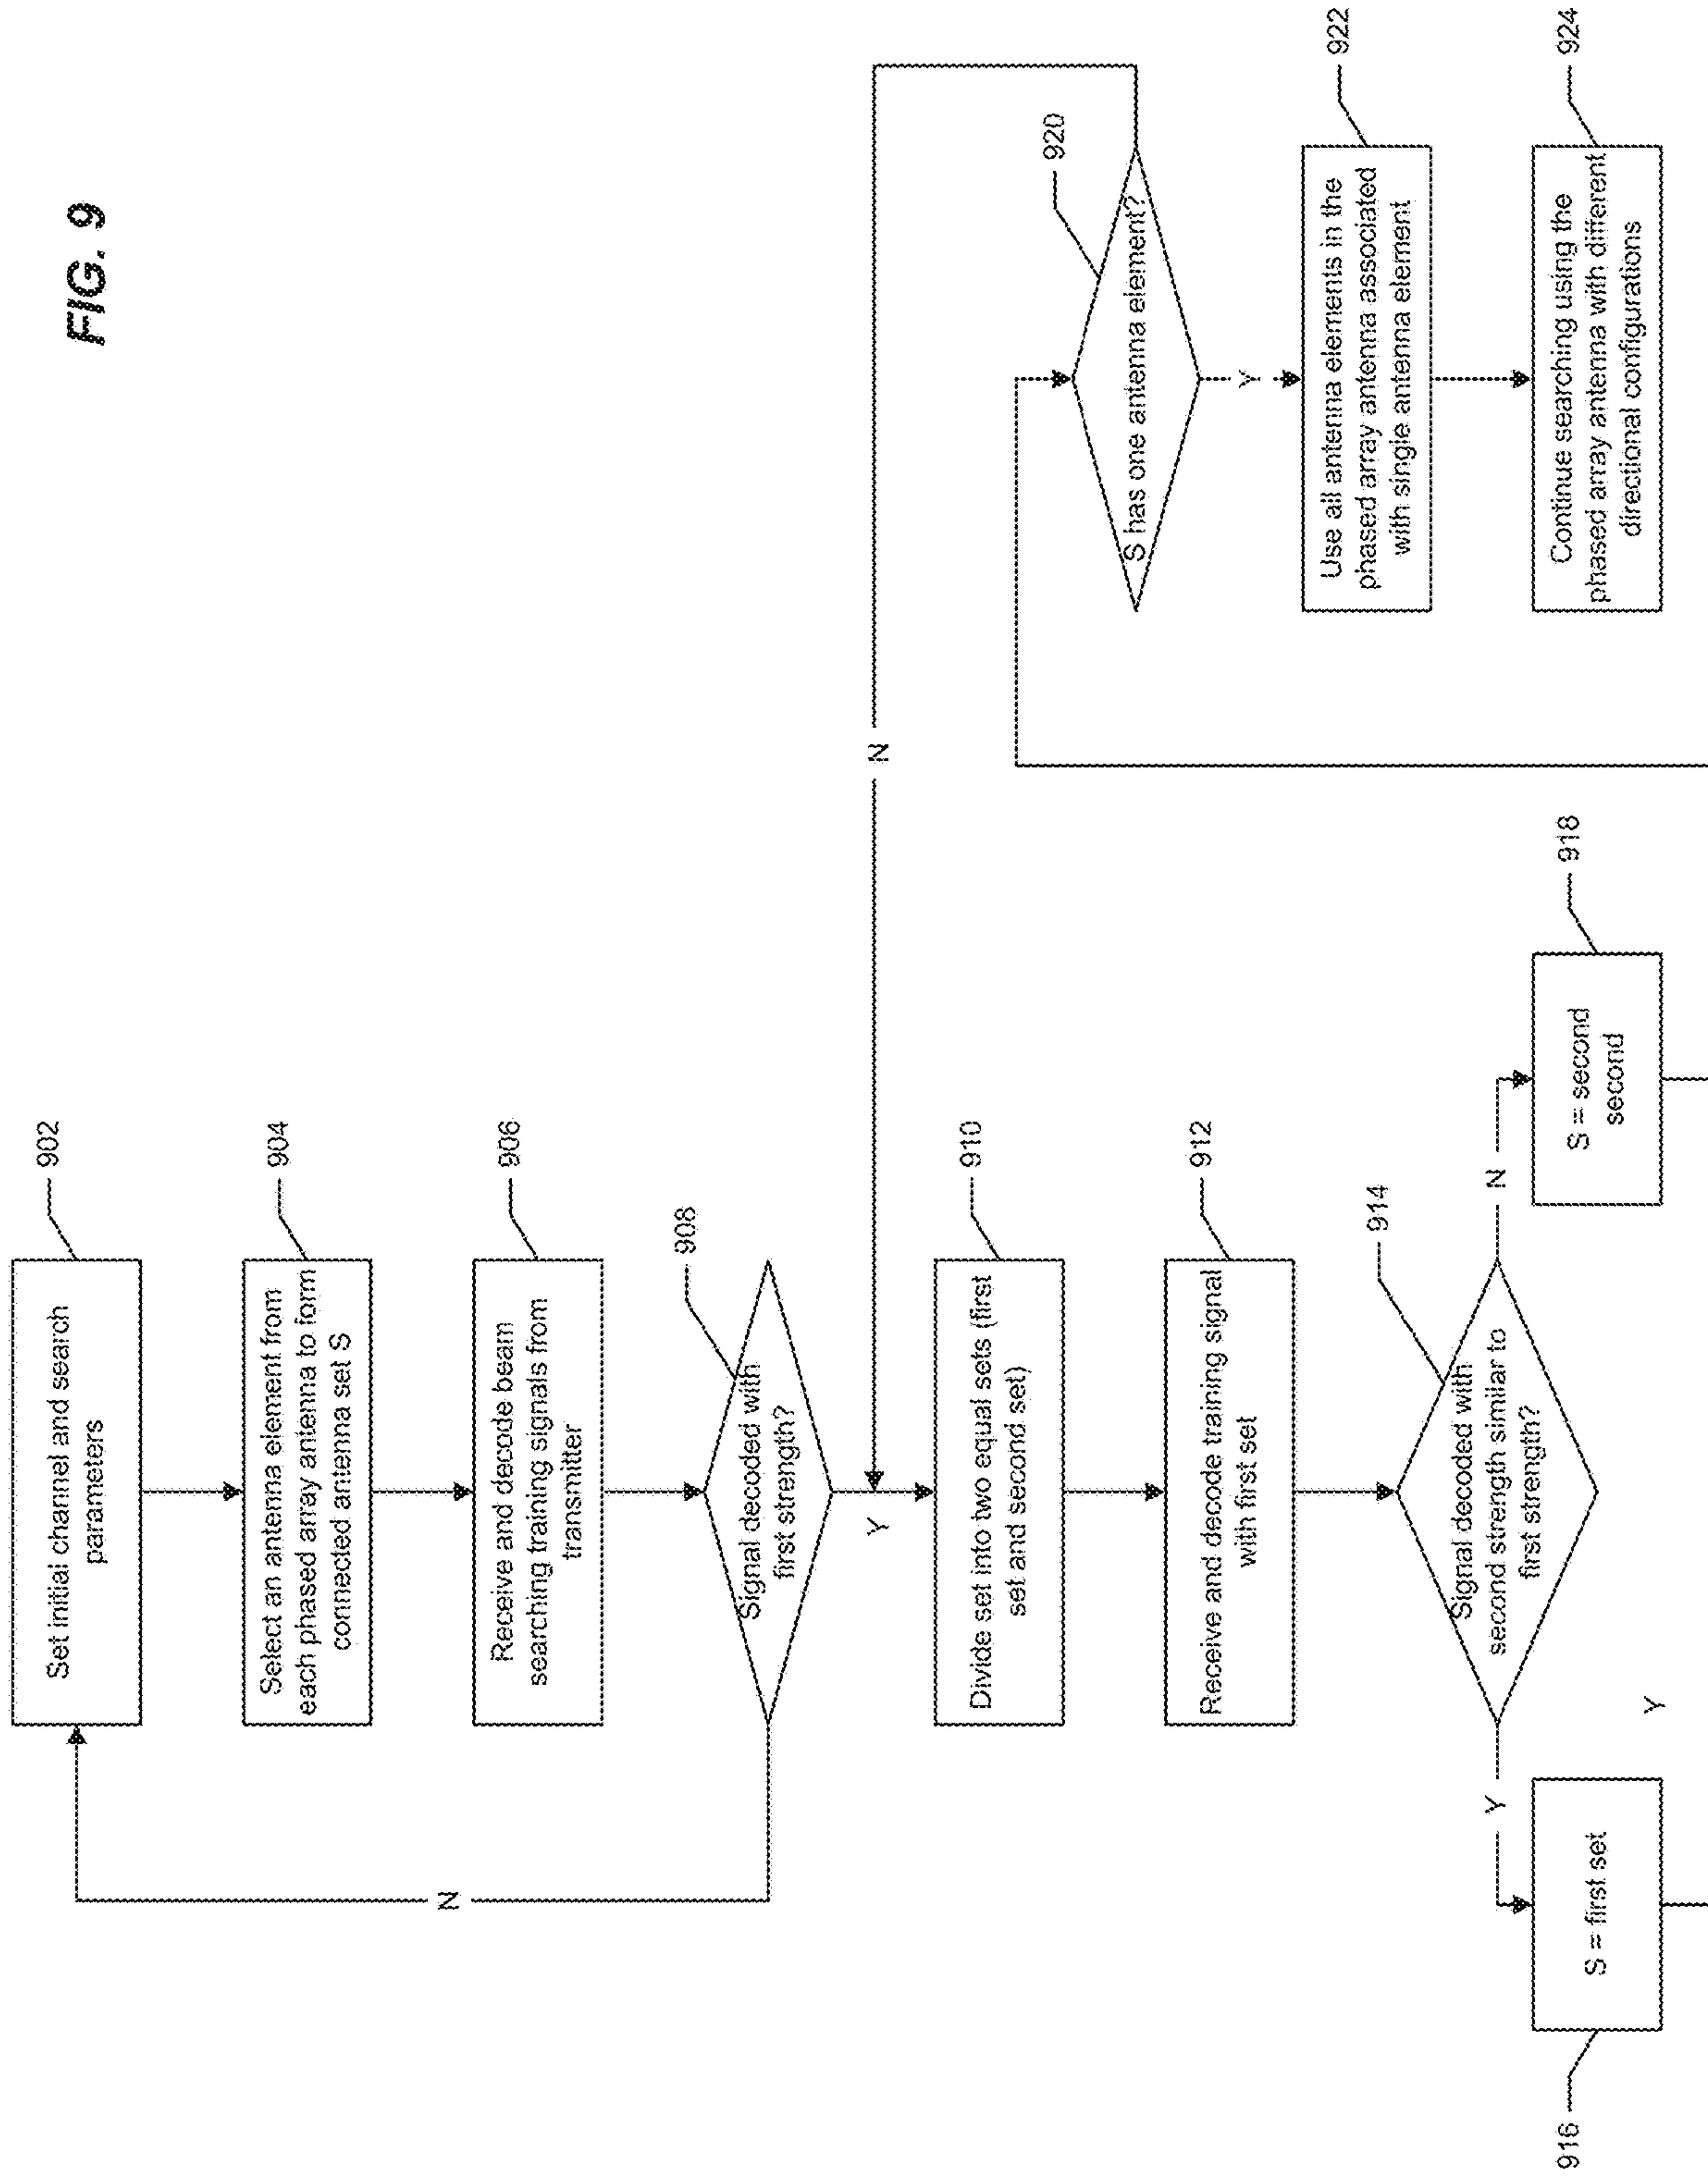 FIG. 9
902
Set initial channel and search
parameters
904
Select an antenna element from
each phased array antenna to form
connected antenna set S
906
Receive and decode beam
searching training signals from
transmitter
908
Signal decoded with
first strength?
N
Y
910
Divide set into two equal sets (first
set and second set)
912
Receive and decode training signal
with first set
914
Signal decoded with
second strength similar to
first strength?
Y
N
916
S = first set
Y
918
S = second
second
920
S has one antenna element?
N
Y
922
Use all antenna elements in the
phased array antenna associated
with single antenna element
924
Continue searching using the
phased array antenna with different
directional configurations